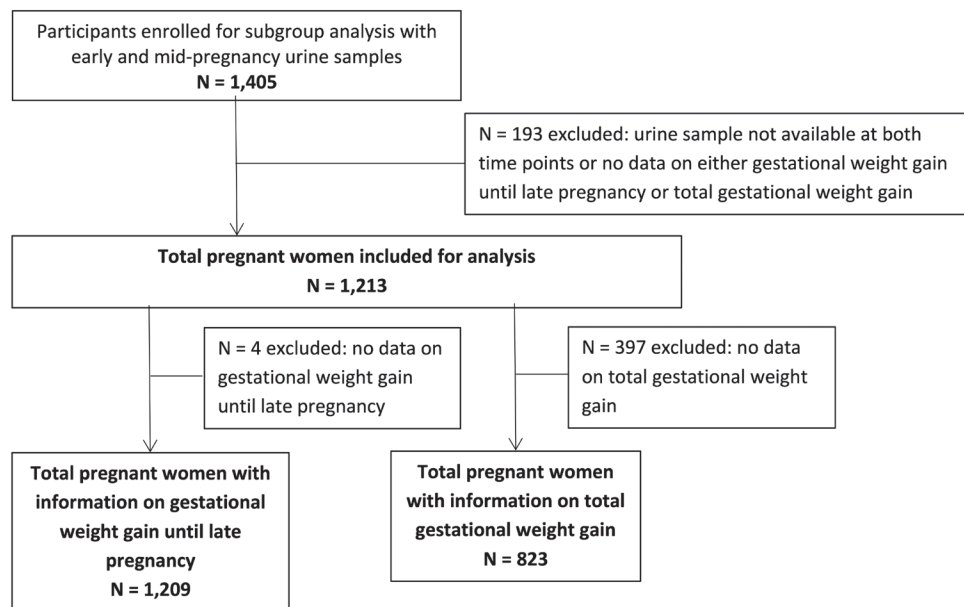 Participants enrolled for subgroup analysis with
early and mid-pregnancy urine samples
N = 1,405
N = 193 excluded: urine sample not available at both
time points or no data on either gestational weight gain
until late pregnancy or total gestational weight gain
Total pregnant women included for analysis
N = 1,213
N = 4 excluded: no data on
gestational weight gain
until late pregnancy
N = 397 excluded: no data
on total gestational weight
gain
Total pregnant women with
information on gestational
weight gain until late
pregnancy
N = 1,209
Total pregnant women
with information on total
gestational weight gain
N = 823